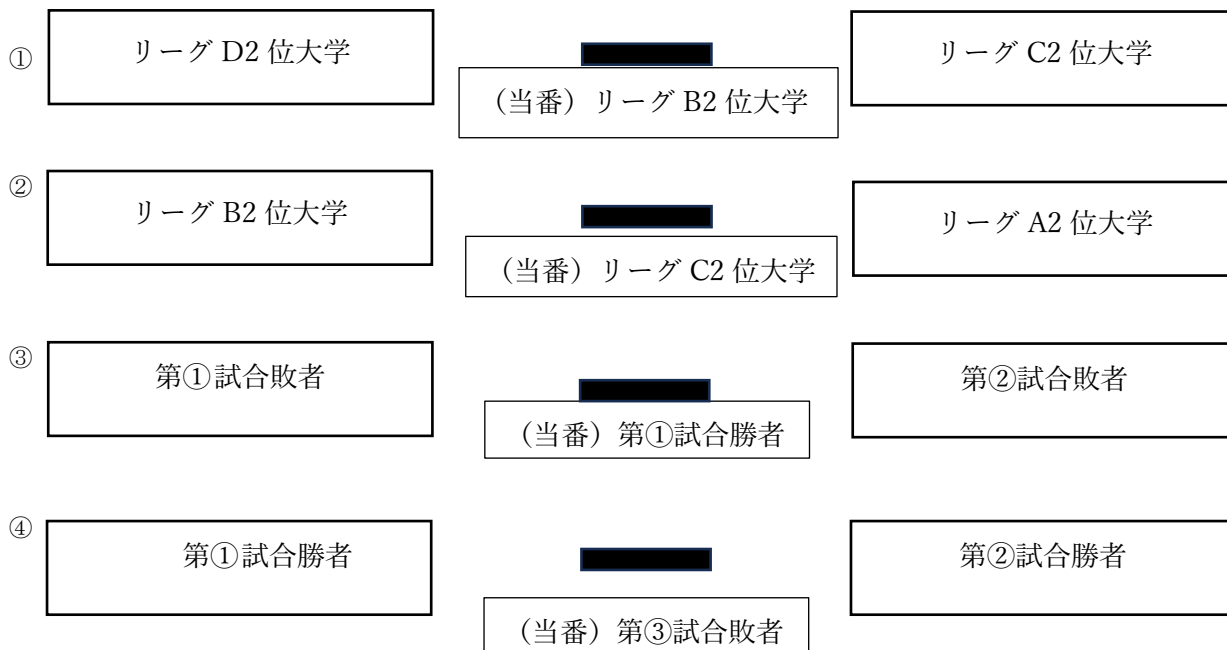 ① リーグ D2 位大学 リーグ C2 位大学
（当番）リーグ B2 位大学
② リーグ B2 位大学 リーグ A2 位大学
（当番）リーグ C2 位大学
③ 第①試合敗者 第②試合敗者
（当番）第①試合勝者
④ 第①試合勝者 第②試合勝者
（当番）第③試合敗者